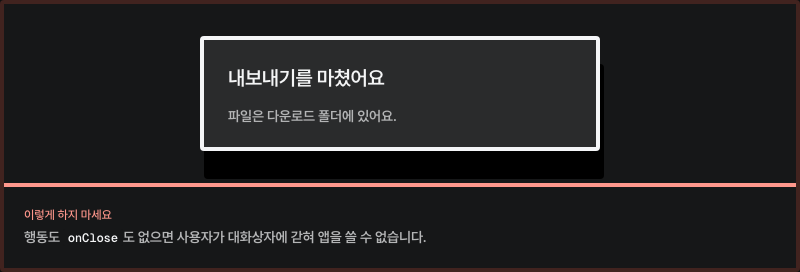 내보내기를 마쳤어요
파일은 다운로드 폴더에 있어요.
이렇게 하지 마세요
행동도 onClose 도 없으면 사용자가 대화상자에 갇혀 앱을 쓸 수 없습니다.